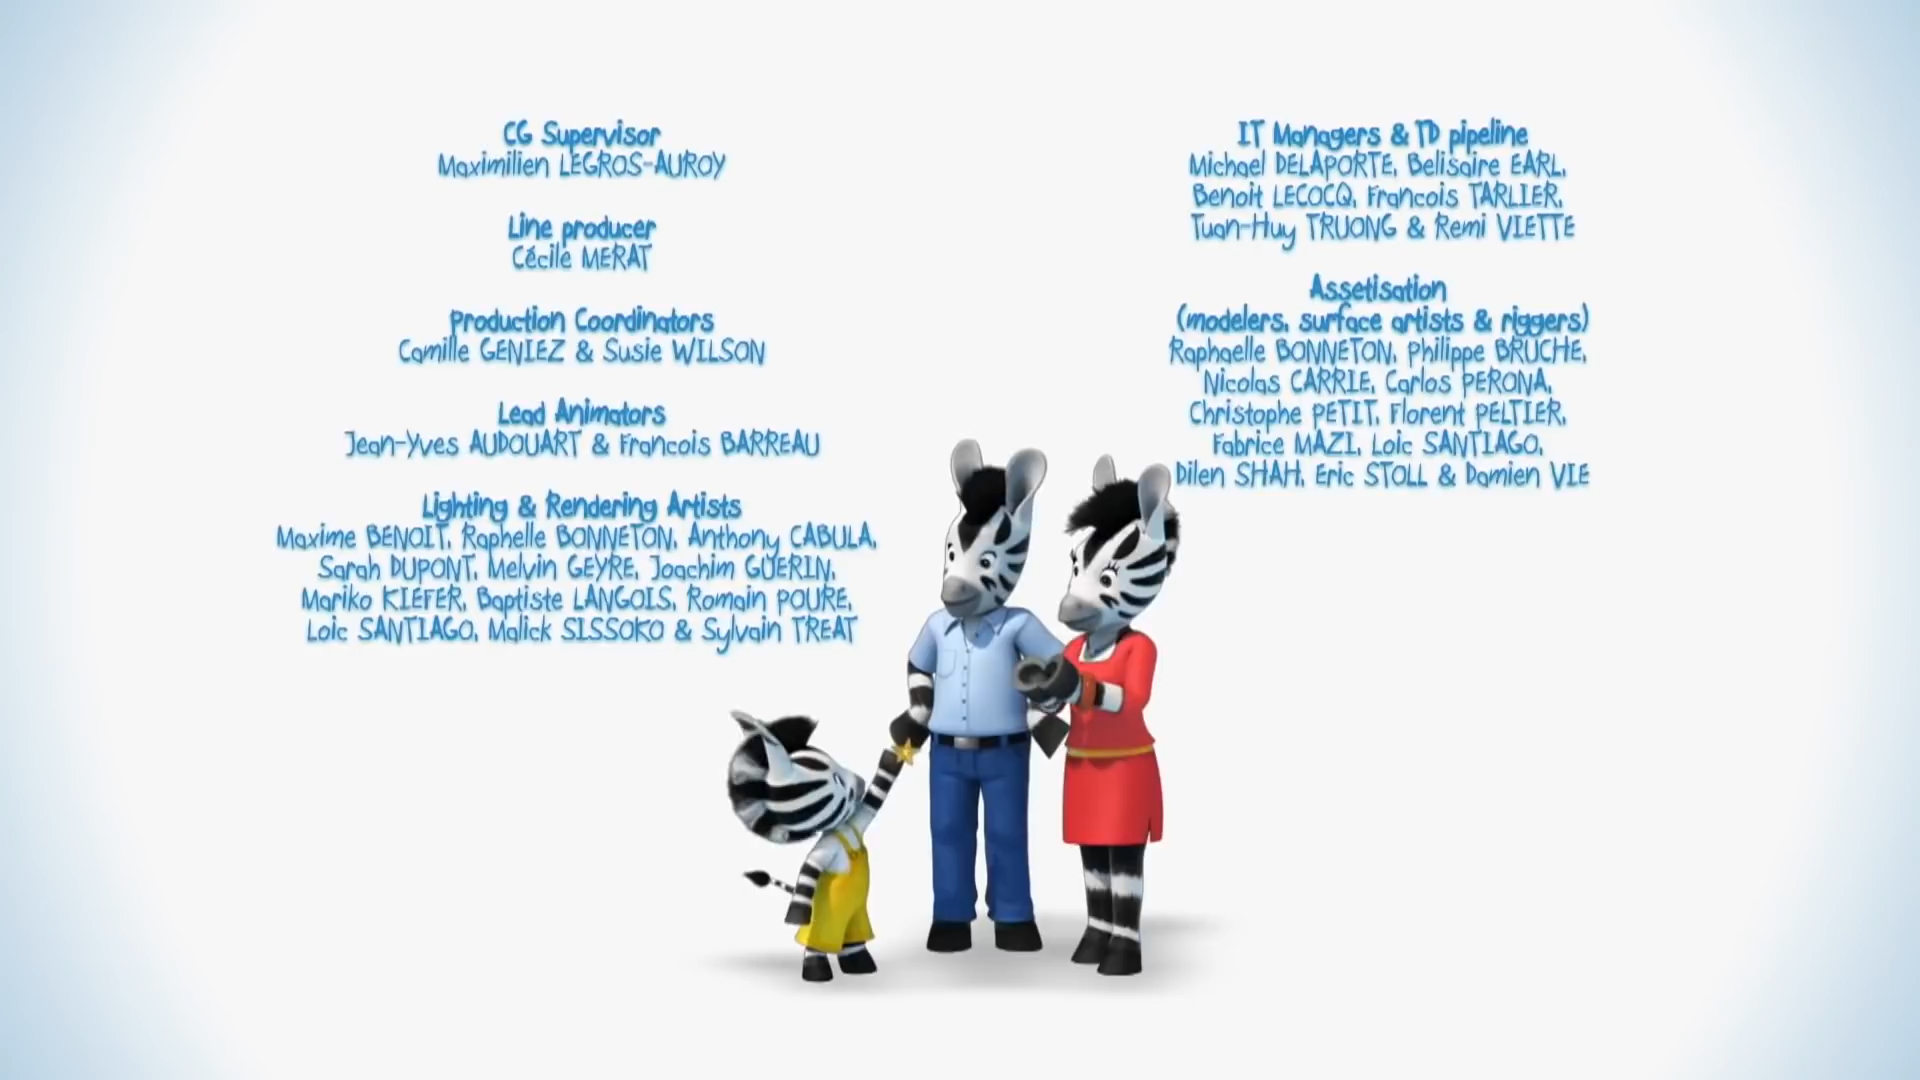 CG Supervisor
Maximilien LEGROS-AUROY
Line producer
Cécile MERAT
Production Coordinators
Camille GENIEZ & Susie WILSON
Lead Animators
Jean-Yves AUDOUART & Francois BARREAU
Lighting & Rendering Artists
Maxime BENOIT, Raphelle BONNETON, Anthony CABULA,
Sarah DUPONT, Melvin GEYRE, Joachim GUERIN,
Mariko KIEFER, Baptiste LANGOIS, Romain POURE,
Loic SANTIAGO, Malick SISSOKO & Sylvain TREAT
IT Managers & TD pipeline
Michael DELAPORTE, Belisaire EARL,
Benoit LECOCQ, Francois TARLIER,
Tuan-Huy TRUONG & Remi VIETTE
Assetisation
(modelers, surface artists & riggers)
Raphaelle BONNETON, Philippe BRUCHE,
Nicolas CARRIE, Carlos PERONA,
Christophe PETIT, Florent PELTIER,
Fabrice MAZI, Loic SANTIAGO,
Dilen SHAH, Eric STOLL & Damien VIE